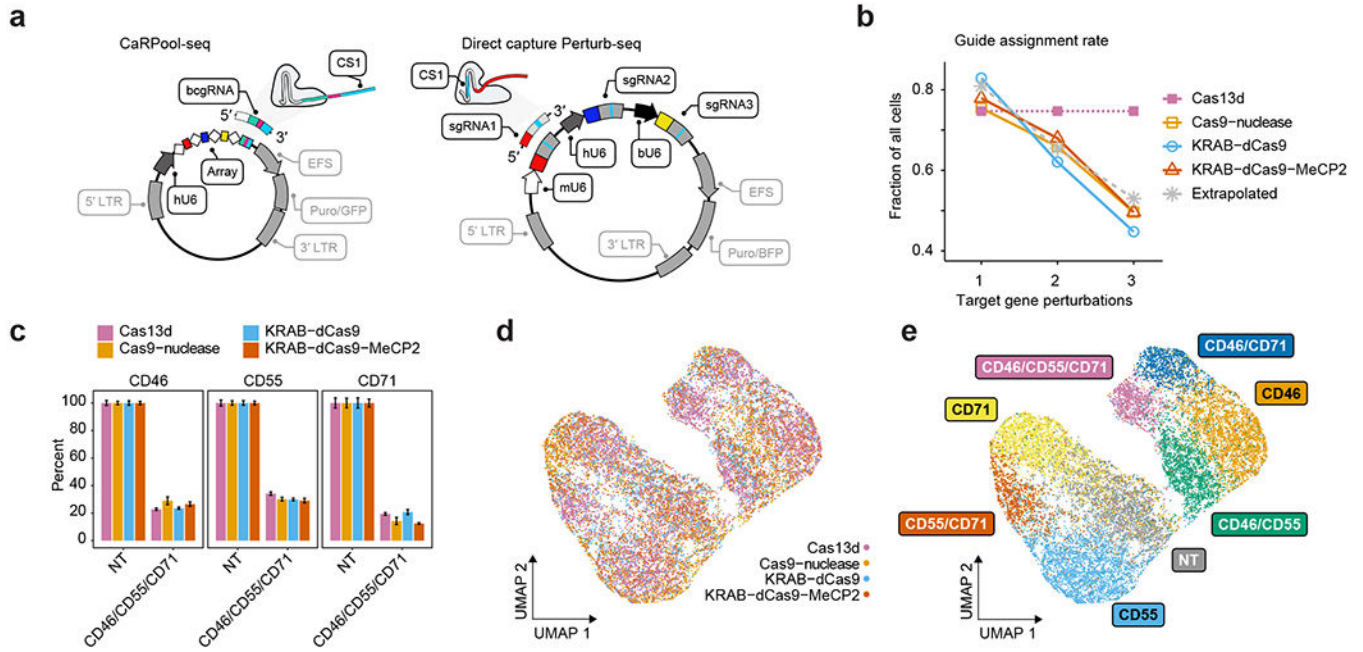 a
CaRPool-seq
CS1
bcgRNA
5′
3′
Array
hU6
EFS
5′ LTR
Puro/GFP
3′ LTR
Direct capture Perturb-seq
CS1
sgRNA2
sgRNA3
sgRNA1
5′
3′
hU6
bU6
mU6
EFS
5′ LTR
3′ LTR
Puro/BFP
b
Guide assignment rate
Fraction of all cells
0.8
0.6
0.4
1
2
3
Target gene perturbations
Cas13d
Cas9−nuclease
KRAB−dCas9
KRAB−dCas9−MeCP2
Extrapolated
c
Cas13d
Cas9−nuclease
KRAB−dCas9
KRAB−dCas9−MeCP2
CD46
CD55
CD71
Percent
100
80
60
40
20
0
NT
CD46/CD55/CD71
NT
CD46/CD55/CD71
NT
CD46/CD55/CD71
d
Cas13d
Cas9−nuclease
KRAB−dCas9
KRAB−dCas9−MeCP2
UMAP 2
UMAP 1
e
CD46/CD71
CD46/CD55/CD71
CD46
CD71
CD55/CD71
CD46/CD55
NT
CD55
UMAP 2
UMAP 1